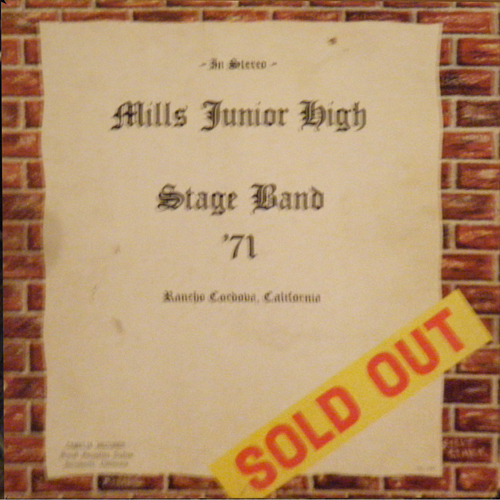 - In Stereo -
Mills Junior High
Stage Band
'71
Rancho Cordova, California
SOLD OUT